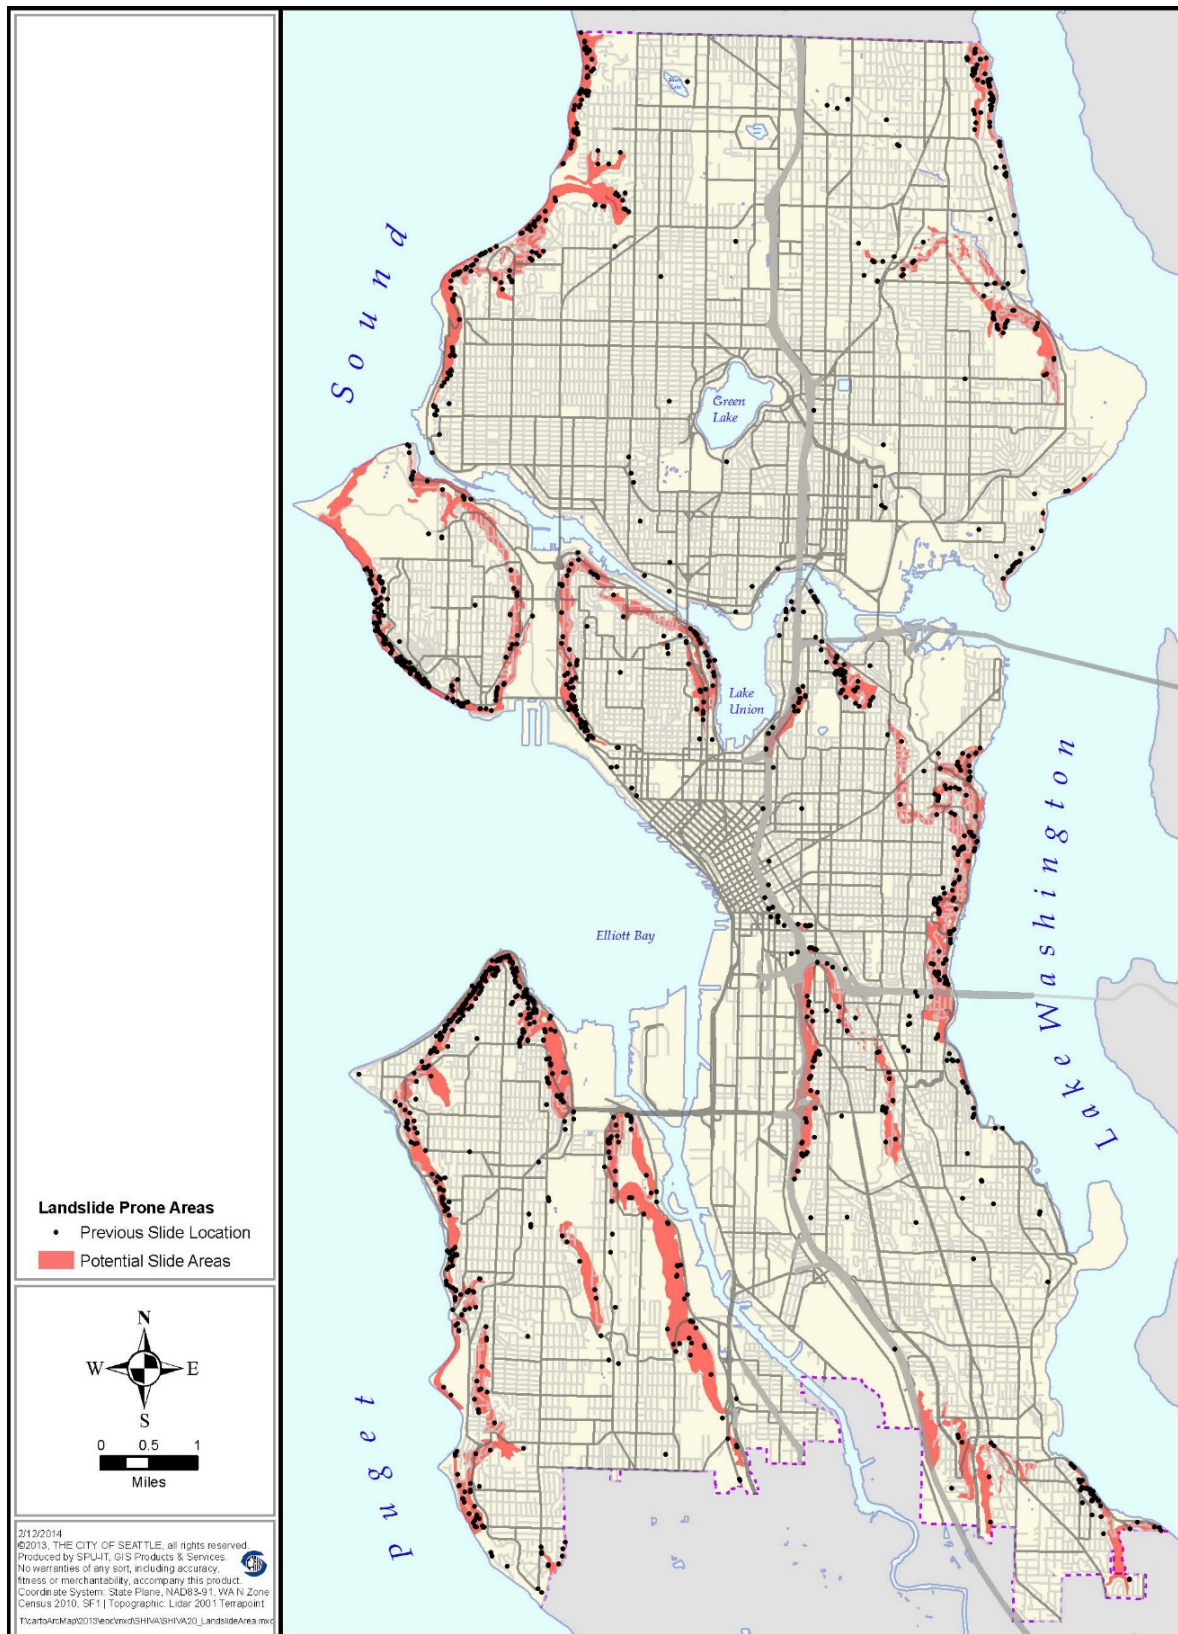 Sound
Green
Lake
Lake
Union
Lake Washington
Elliott Bay
Puget
Landslide Prone Areas
Previous Slide Location
Potential Slide Areas
N
W
E
S
0 0.5 1
Miles
2/12/2014
©2013, THE CITY OF SEATTLE, all rights reserved.
Produced by SPU-IT, GIS Products & Services.
No warranties of any sort, including accuracy,
fitness or merchantability, accompany this product.
Coordinate System: State Plane, NAD83-91, WA N Zone
Census 2010, SF1 | Topographic: Lidar 2001 Terrapoint